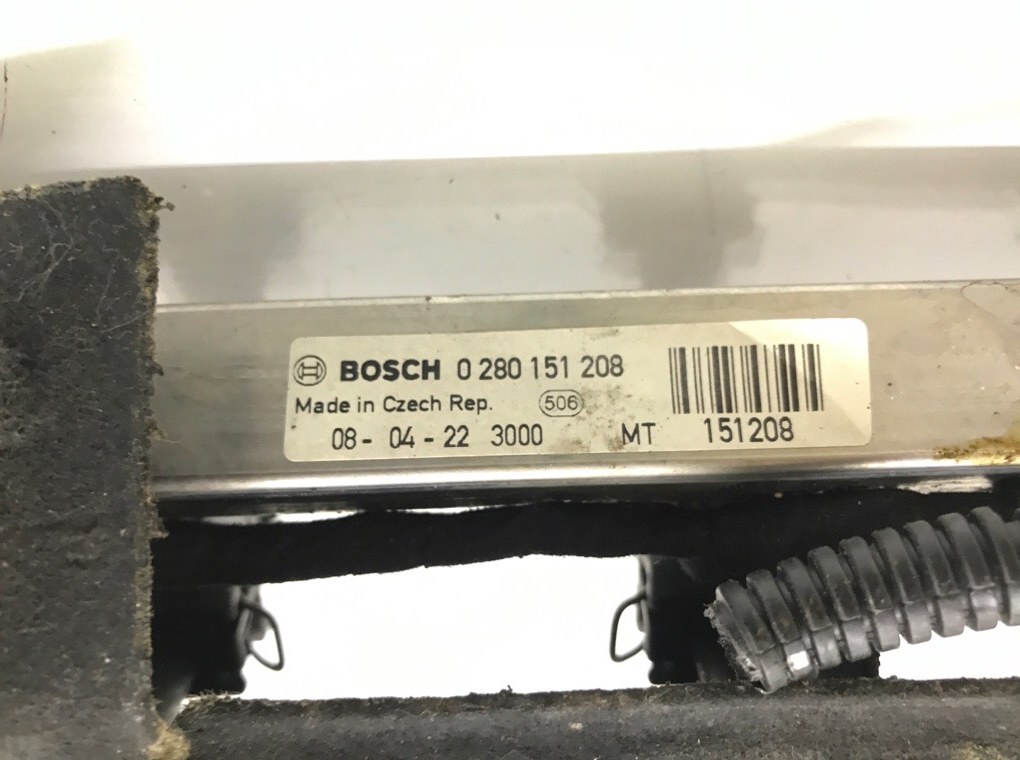 BOSCH 0 280 151 208
Made in Czech Rep. 506
08- 04 - 22 3000 MT 151208